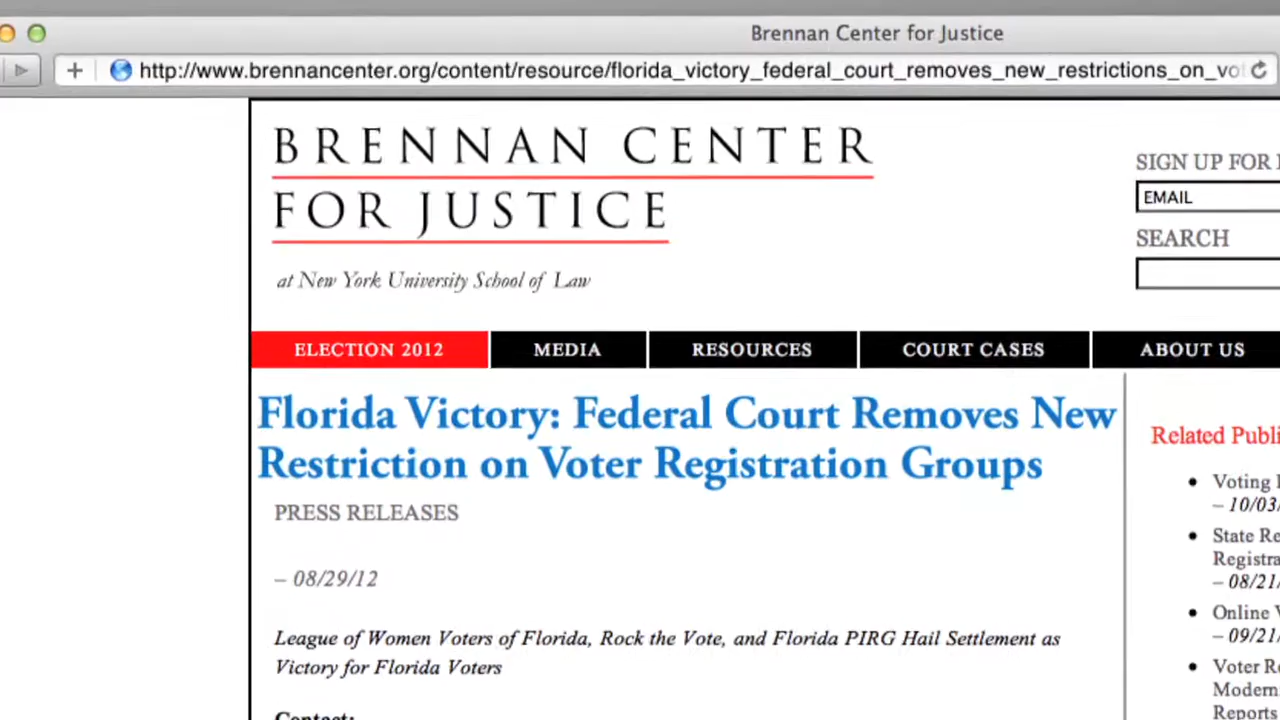 Brennan Center for Justice
http://www.brennancenter.org/content/resource/florida_victory_federal_court_removes_new_restrictions_on_vo
BRENNAN CENTER
FOR JUSTICE
at New York University School of Law
SIGN UP FOR
EMAIL
SEARCH
ELECTION 2012
MEDIA
RESOURCES
COURT CASES
ABOUT US
Florida Victory: Federal Court Removes New
Restriction on Voter Registration Groups
PRESS RELEASES
– 08/29/12
League of Women Voters of Florida, Rock the Vote, and Florida PIRG Hail Settlement as
Victory for Florida Voters
Contact:
Related Publi
Voting
– 10/03/
State Re
Registra
– 08/21/
Online
– 09/21/
Voter Re
Modern
Reports